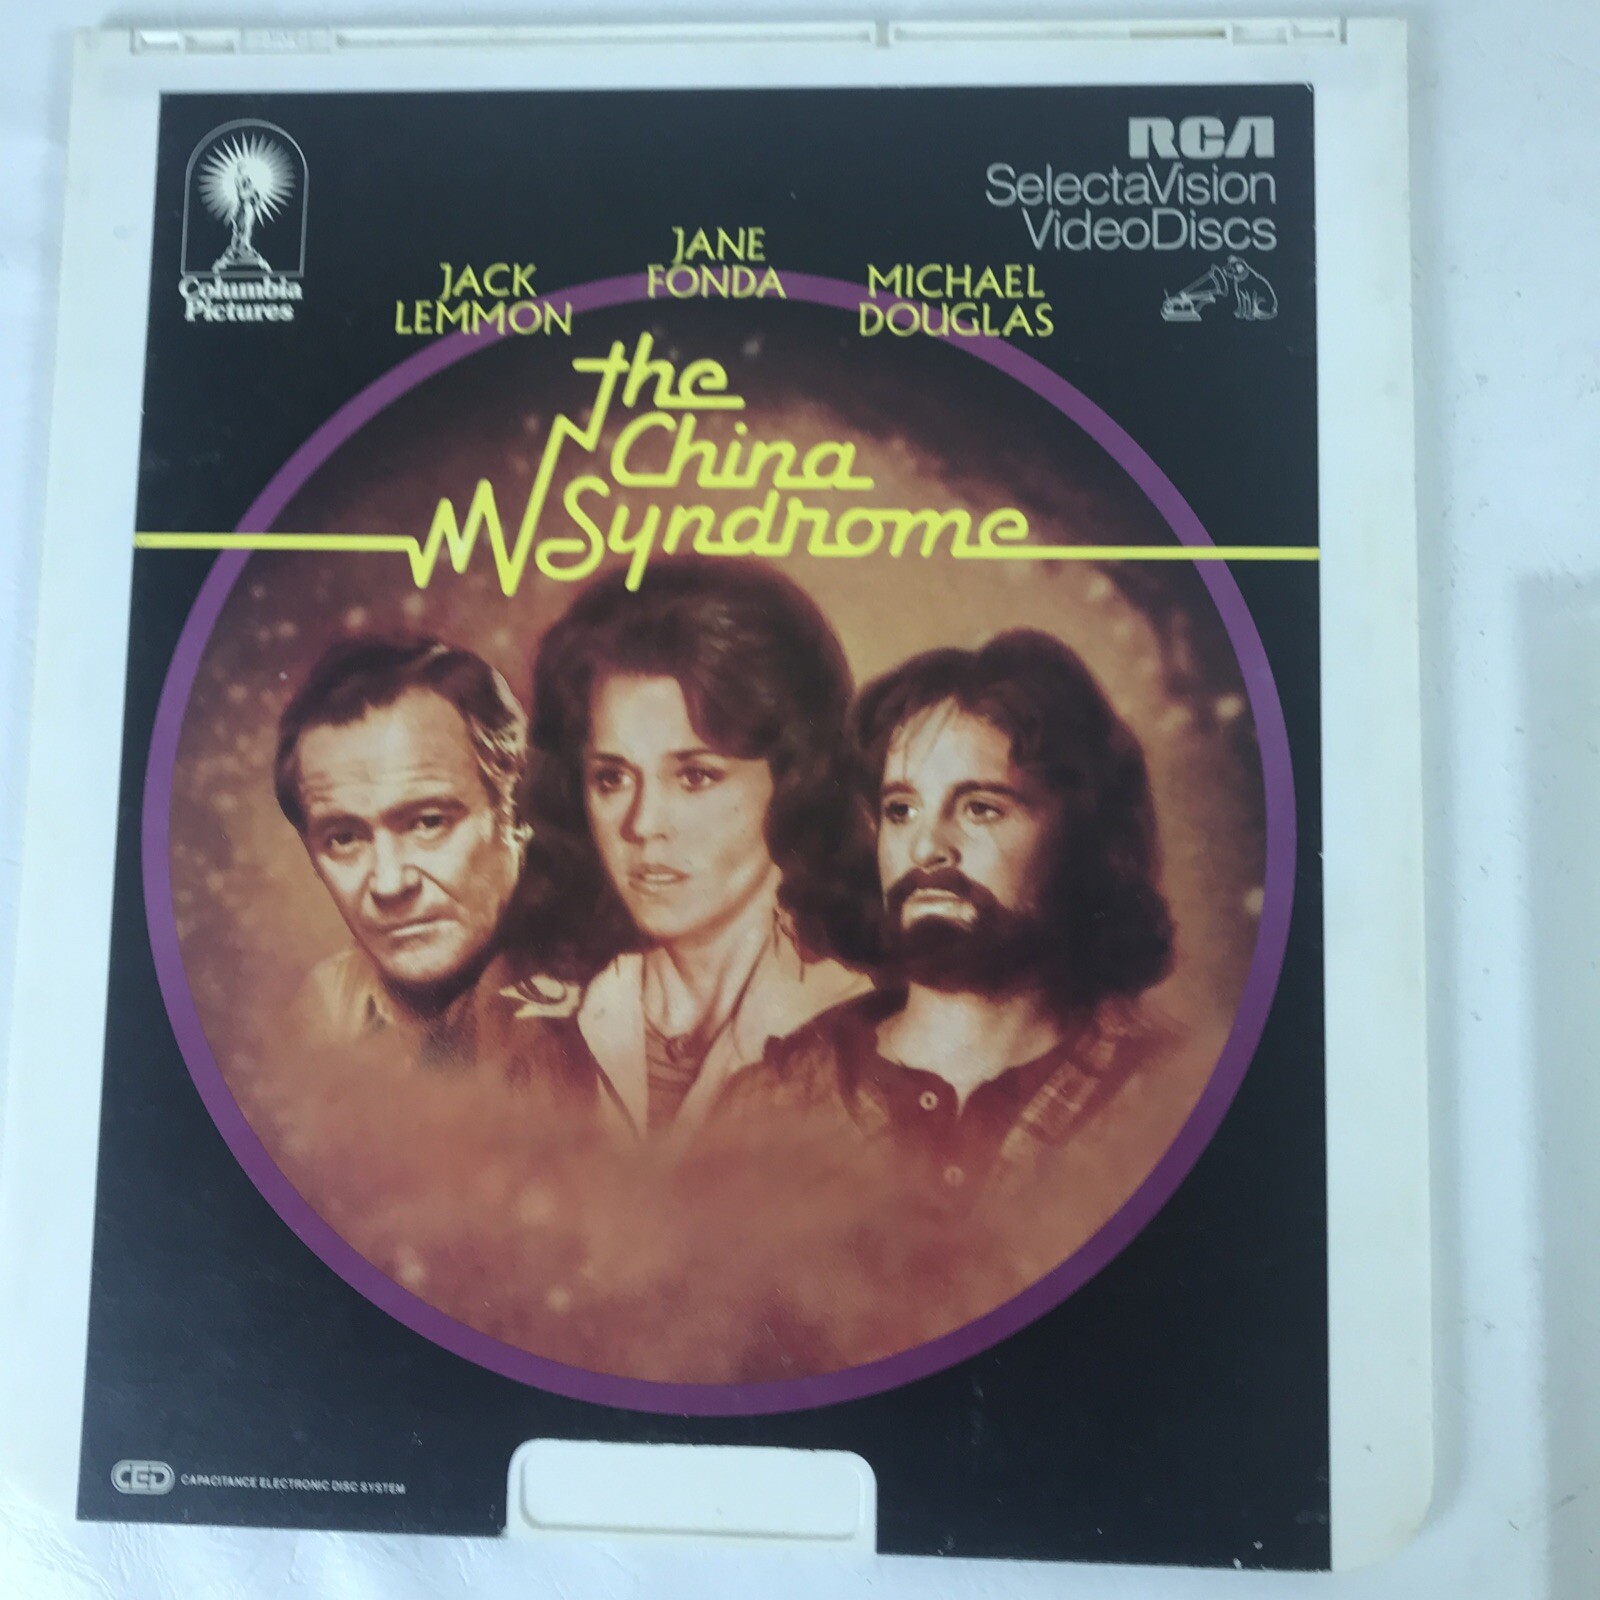 Columbia
Pictures
RCA
SelectaVision
VideoDiscs
JACK
LEMMON
JANE
FONDA
MICHAEL
DOUGLAS
the
China
Syndrome
CED CAPACITANCE ELECTRONIC DISC SYSTEM